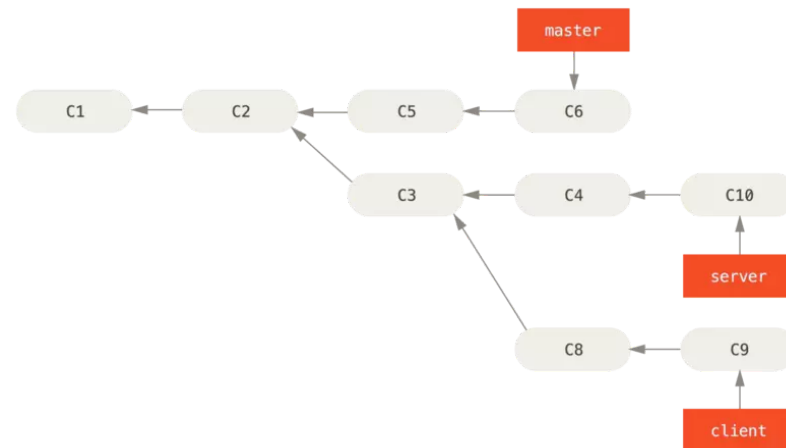 master
C1 C2 C5 C6
C3 C4 C10
server
C8 C9
client